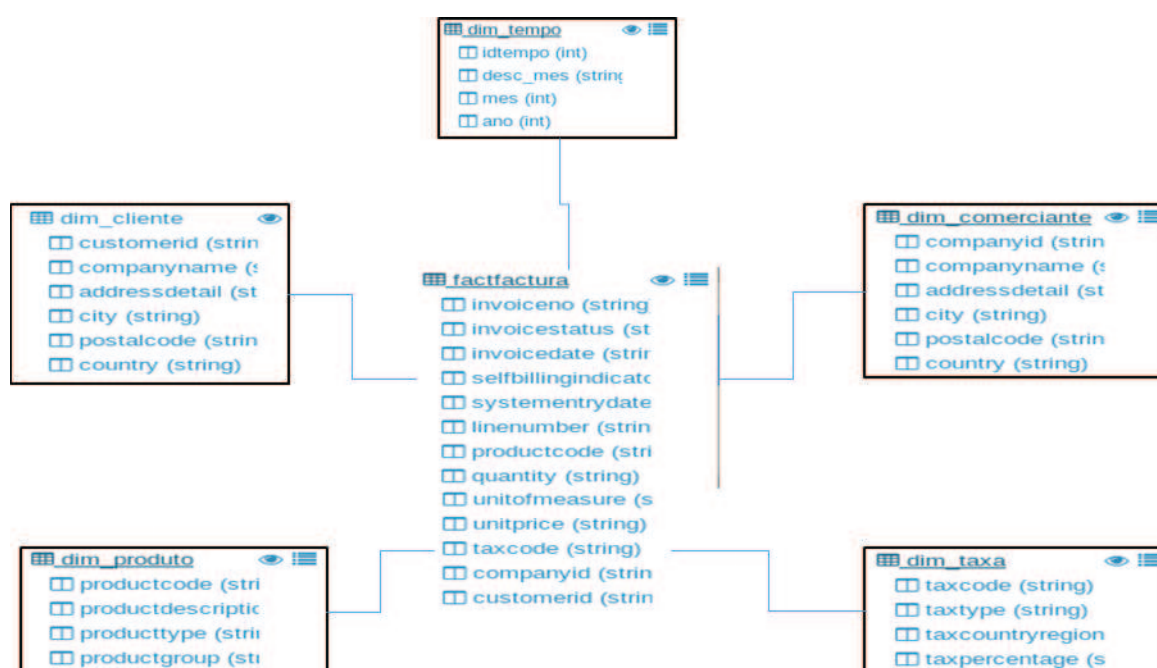 dim_tempo
idtempo (int)
desc_mes (string
mes (int)
ano (int)
dim_cliente
customerid (strin
companyname (s
addressdetail (st
city (string)
postalcode (strin
country (string)
factfactura
invoiceno (string
invoicestatus (st
invoicedate (strin
selfbillingindicato
systementrydate
linenumber (strin
productcode (stri
quantity (string)
unitofmeasure (s
unitprice (string)
taxcode (string)
companyid (strin
customerid (strin
dim_comerciante
companyid (strin
companyname (s
addressdetail (st
city (string)
postalcode (strin
country (string)
dim_produto
productcode (stri
productdescriptic
producttype (strin
productgroup (stri
dim_taxa
taxcode (string)
taxtype (string)
taxcountryregion
taxpercentage (s